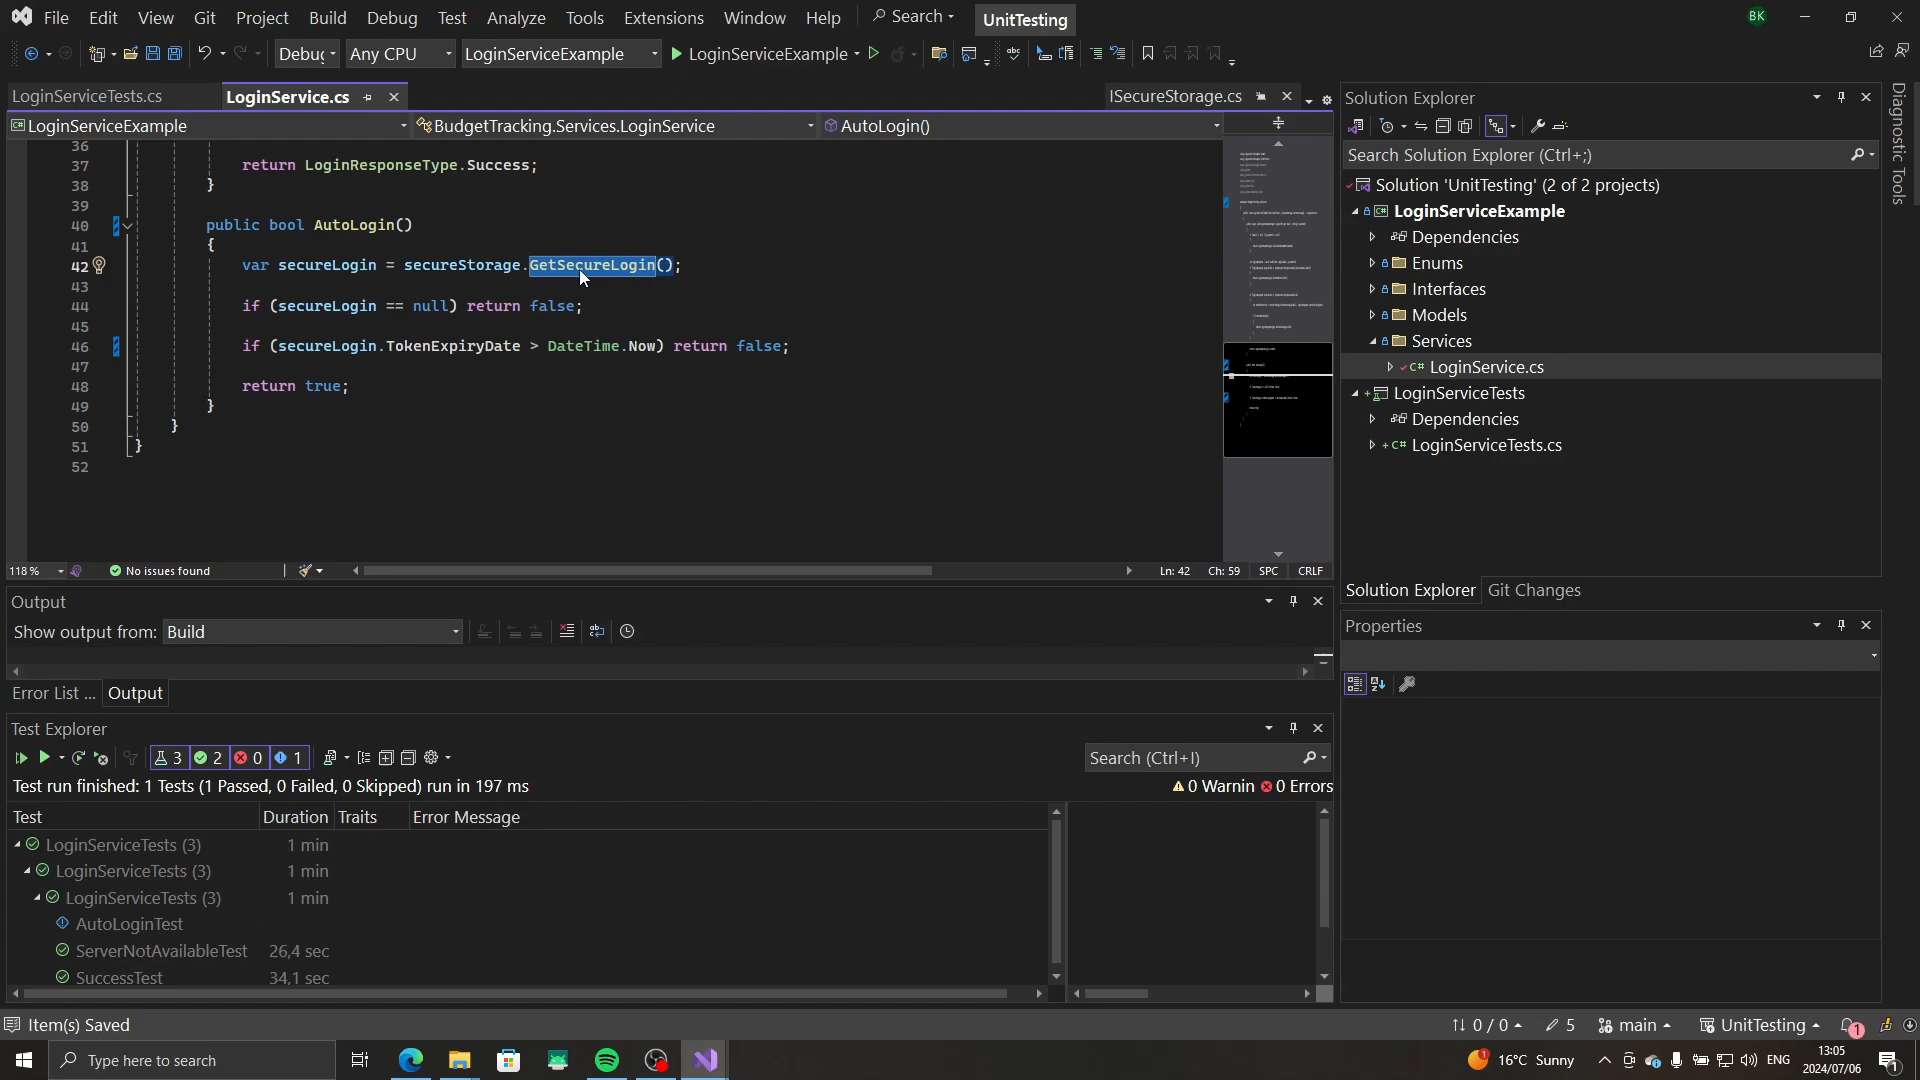 File Edit View Git Project Build Debug Test Analyze Tools Extensions Window Help Search UnitTesting BK
Debug Any CPU LoginServiceExample LoginServiceExample
LoginServiceTests.cs LoginService.cs ISecureStorage.cs
LoginServiceExample BudgetTracking.Services.LoginService AutoLogin()
36
37 return LoginResponseType.Success;
38 }
39
40 public bool AutoLogin()
41 {
42 var secureLogin = secureStorage.GetSecureLogin();
43
44 if (secureLogin == null) return false;
45
46 if (secureLogin.TokenExpiryDate > DateTime.Now) return false;
47
48 return true;
49 }
50 }
51 }
52
118 % No issues found Ln: 42 Ch: 59 SPC CRLF
Output
Show output from: Build
Error List ... Output
Test Explorer
3 2 0 1 Search (Ctrl+I)
Test run finished: 1 Tests (1 Passed, 0 Failed, 0 Skipped) run in 197 ms 0 Warnin 0 Errors
Test Duration Traits Error Message
LoginServiceTests (3) 1 min
LoginServiceTests (3) 1 min
LoginServiceTests (3) 1 min
AutoLoginTest
ServerNotAvailableTest 26,4 sec
SuccessTest 34,1 sec
Solution Explorer
Search Solution Explorer (Ctrl+;)
Solution 'UnitTesting' (2 of 2 projects)
LoginServiceExample
Dependencies
Enums
Interfaces
Models
Services
LoginService.cs
LoginServiceTests
Dependencies
LoginServiceTests.cs
Solution Explorer Git Changes
Properties
Diagnostic Tools
Item(s) Saved 0 / 0 5 main UnitTesting 1
Type here to search 16°C Sunny ENG 13:05
2024/07/06 1